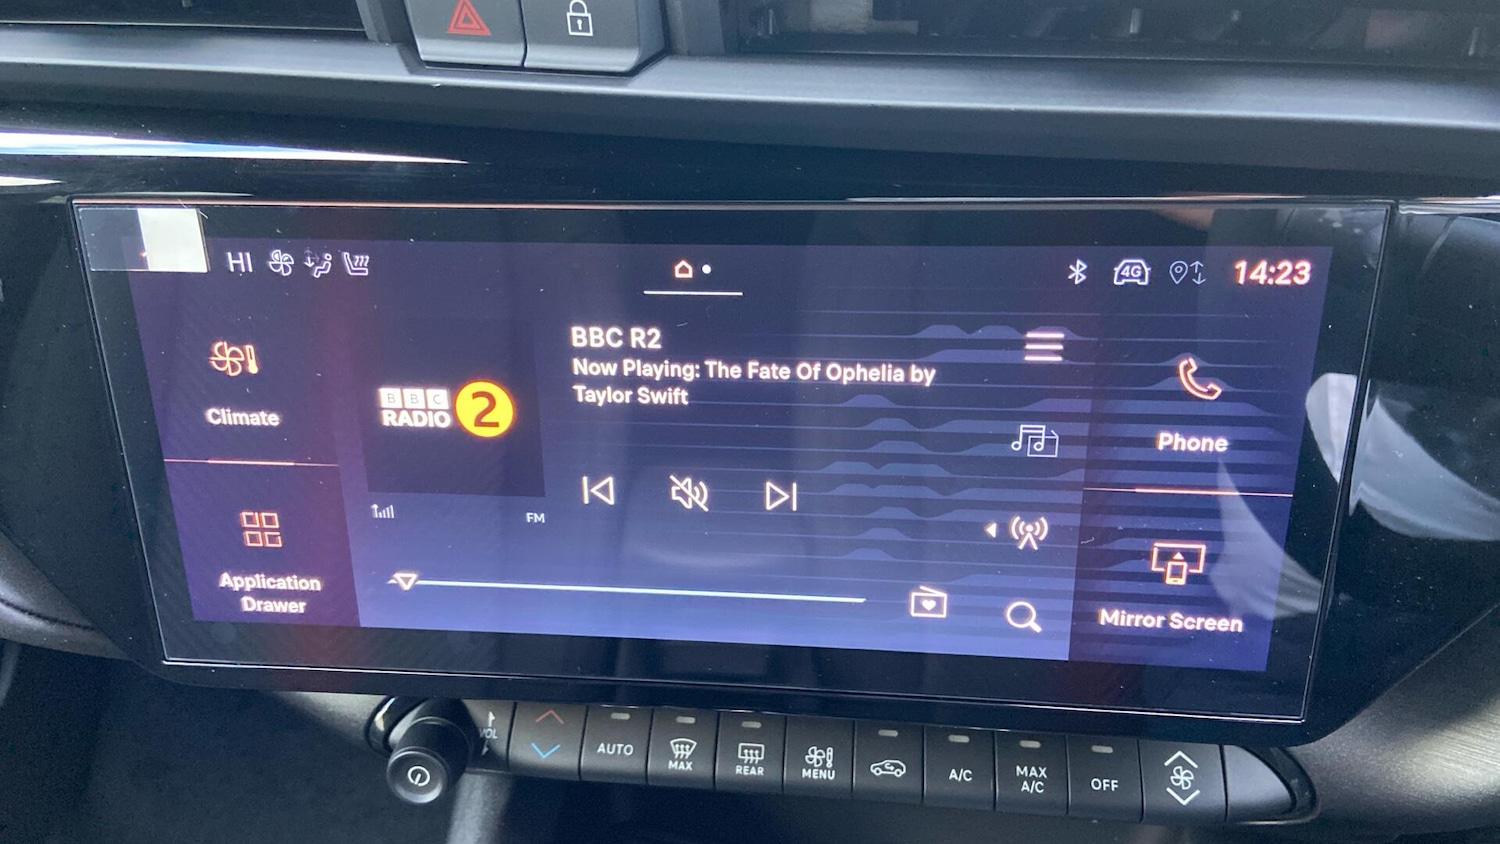 HI
4G
14:23
BBC R2
Now Playing: The Fate Of Ophelia by
Taylor Swift
BBC
RADIO 2
FM
Climate
Application
Drawer
Phone
Mirror Screen
VOL
AUTO
MAX
REAR
MENU
A/C
MAX
A/C
OFF